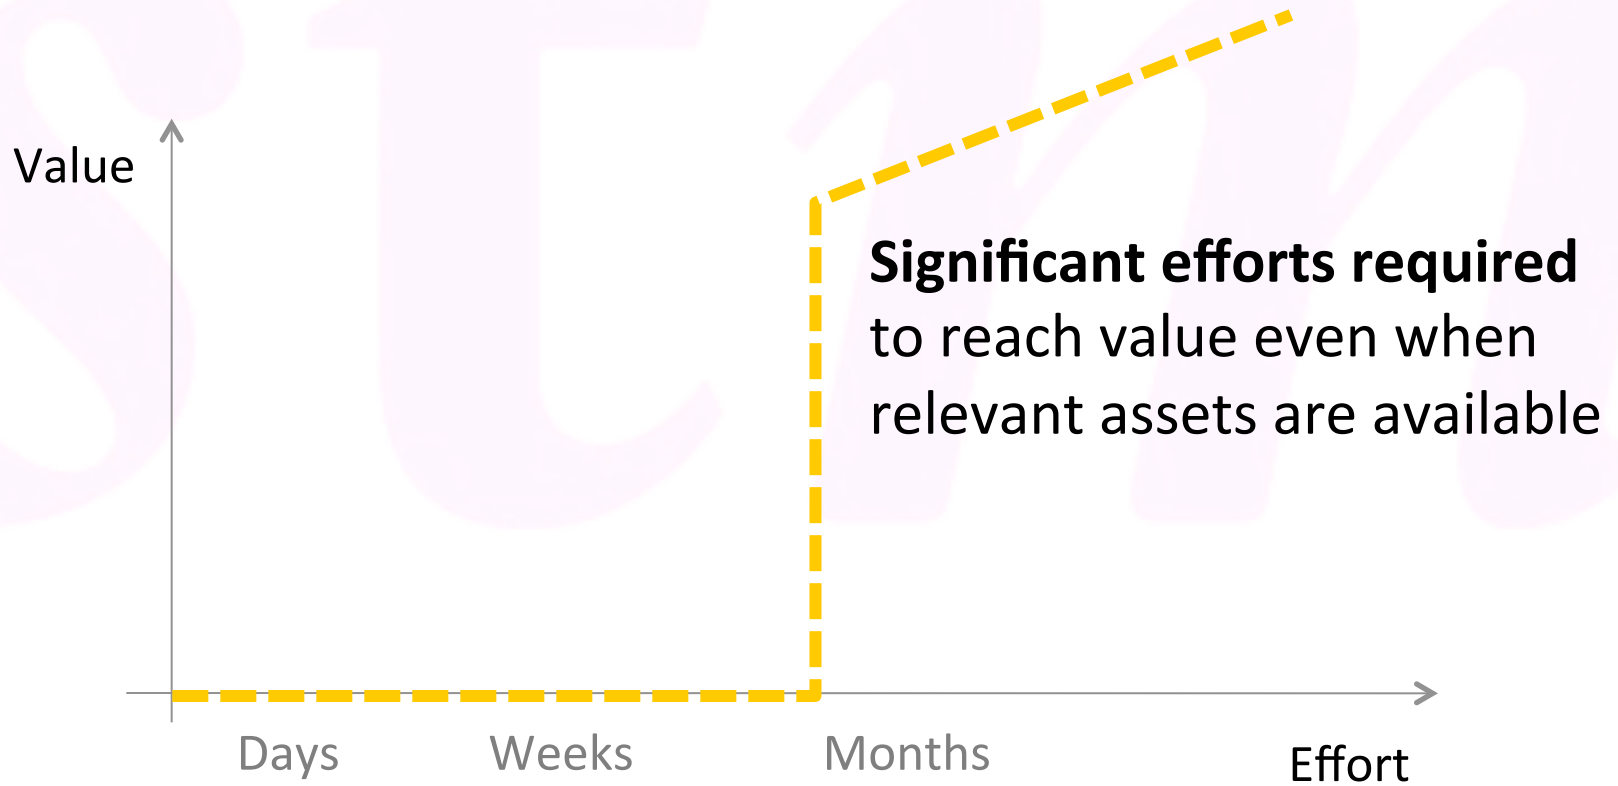 Value
Significant efforts required
to reach value even when
relevant assets are available
Days Weeks Months
Effort